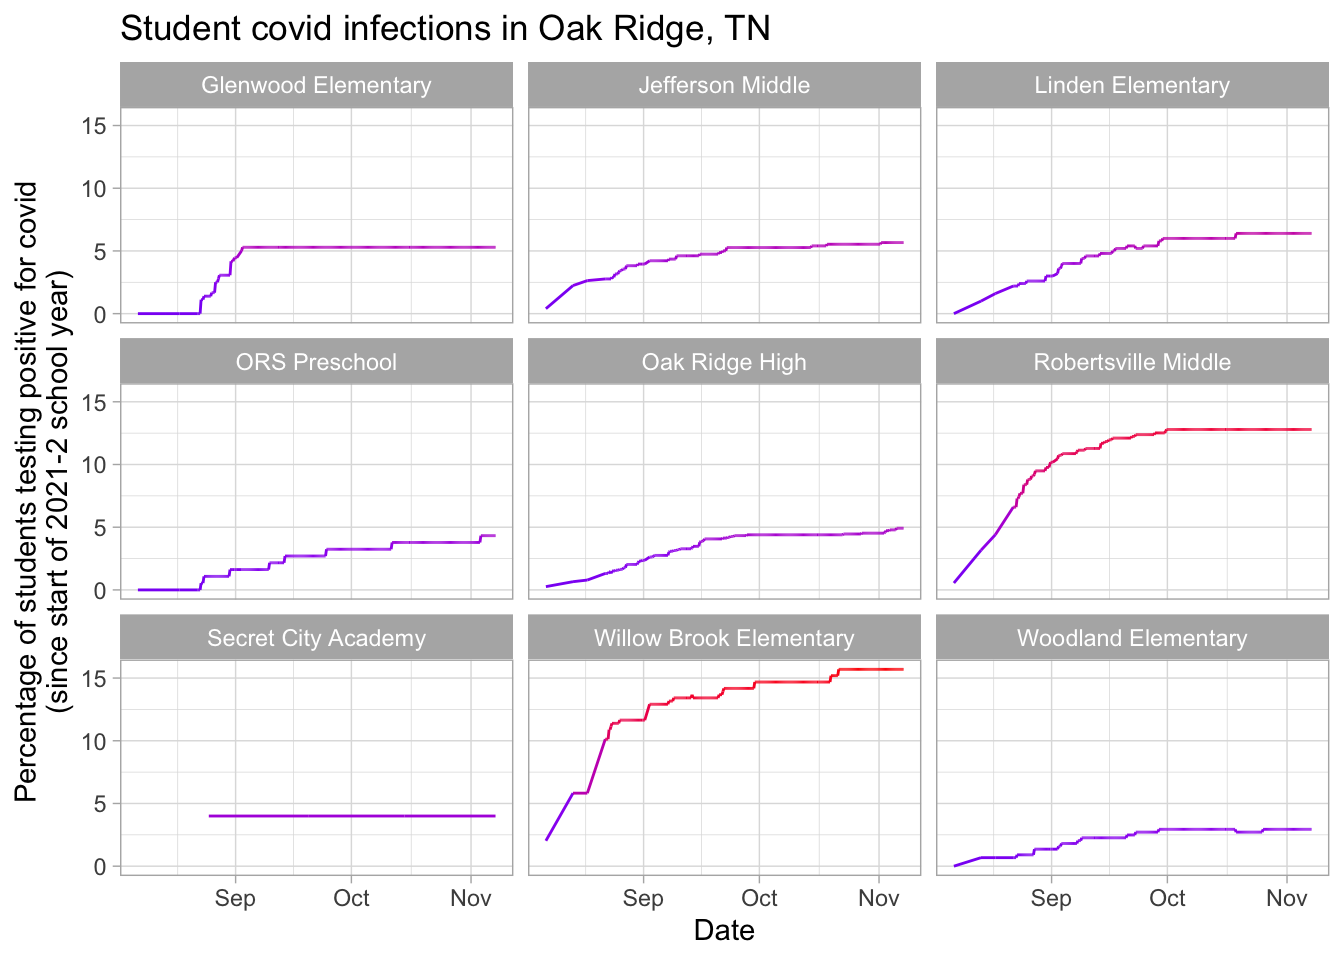 Student covid infections in Oak Ridge, TN
Percentage of students testing positive for covid
(since start of 2021-2 school year)
Glenwood Elementary
Jefferson Middle
Linden Elementary
15
10
5
0
ORS Preschool
Oak Ridge High
Robertsville Middle
15
10
5
0
Secret City Academy
Willow Brook Elementary
Woodland Elementary
15
10
5
0
Sep
Oct
Nov
Sep
Oct
Nov
Sep
Oct
Nov
Date